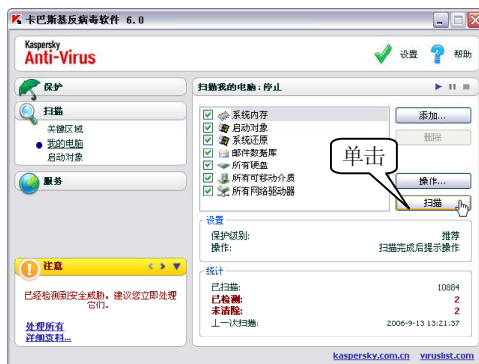 卡巴斯基反病毒软件 6.0
Kaspersky
Anti-Virus
设置
帮助
保护
扫描
关键区域
我的电脑
启动对象
服务
注意
已经检测到安全威胁。建议您立即处理
它们。
处理所有
详细资料...
扫描我的电脑 : 停止
系统内存
启动对象
系统还原
邮件数据库
所有硬盘
所有可移动介质
所有网络驱动器
添加...
删除
操作...
扫描
单击
设置
保护级别: 推荐
操作: 扫描完成后提示操作
统计
已扫描: 10884
已检测: 2
未清除: 2
上一次扫描: 2006-9-13 13:21:37
kaspersky.com.cn viruslist.com